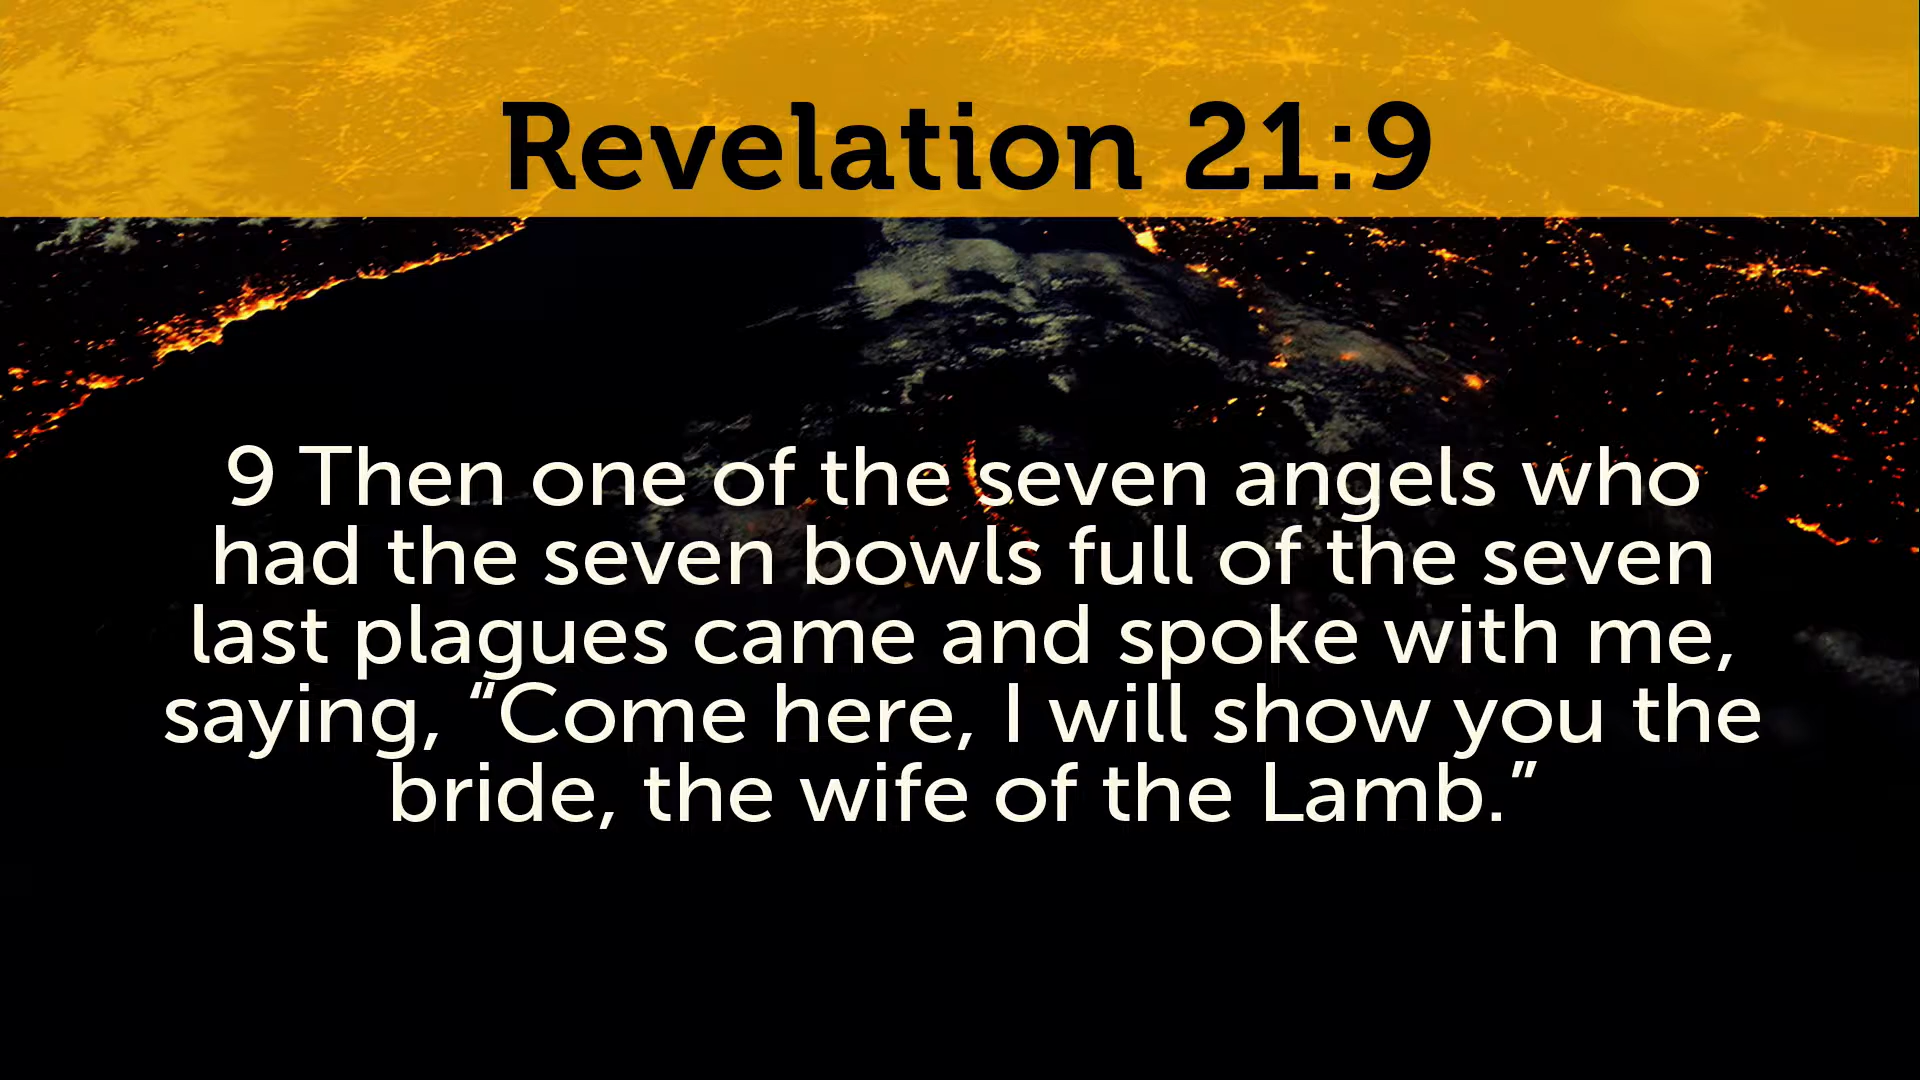 Revelation 21:9
9 Then one of the seven angels who
had the seven bowls full of the seven
last plagues came and spoke with me,
saying, “Come here, I will show you the
bride, the wife of the Lamb.”